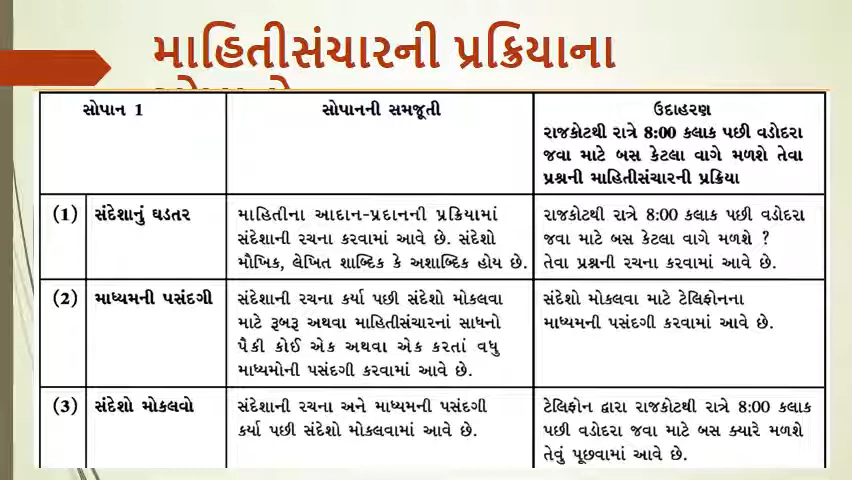 માહિતીસંચારની પ્રક્રિયાના
સોપાન 1
સોપાનની સમજૂતી
ઉદાહરણ
રાજકોટથી રાત્રે 8:00 કલાક પછી વડોદરા
જવા માટે બસ કેટલા વાગે મળશે તેવા
પ્રશ્નની માહિતીસંચારની પ્રક્રિયા
(1) સંદેશાનું ઘડતર
માહિતીના આદાન-પ્રદાનની પ્રક્રિયામાં
સંદેશાની રચના કરવામાં આવે છે. સંદેશો
મૌખિક, લેખિત શાબ્દિક કે અશાબ્દિક હોય છે.
રાજકોટથી રાત્રે 8:00 કલાક પછી વડોદરા
જવા માટે બસ કેટલા વાગે મળશે ?
તેવા પ્રશ્નની રચના કરવામાં આવે છે.
(2) માધ્યમની પસંદગી
સંદેશાની રચના કર્યા પછી સંદેશો મોકલવા
માટે રૂબરૂ અથવા માહિતીસંચારનાં સાધનો
પૈકી કોઈ એક અથવા એક કરતાં વધુ
માધ્યમોની પસંદગી કરવામાં આવે છે.
સંદેશો મોકલવા માટે ટેલિફોનના
માધ્યમની પસંદગી કરવામાં આવે છે.
(3) સંદેશો મોકલવો
સંદેશાની રચના અને માધ્યમની પસંદગી
કર્યા પછી સંદેશો મોકલવામાં આવે છે.
ટેલિફોન દ્વારા રાજકોટથી રાત્રે 8:00 કલાક
પછી વડોદરા જવા માટે બસ ક્યારે મળશે
તેવું પૂછવામાં આવે છે.